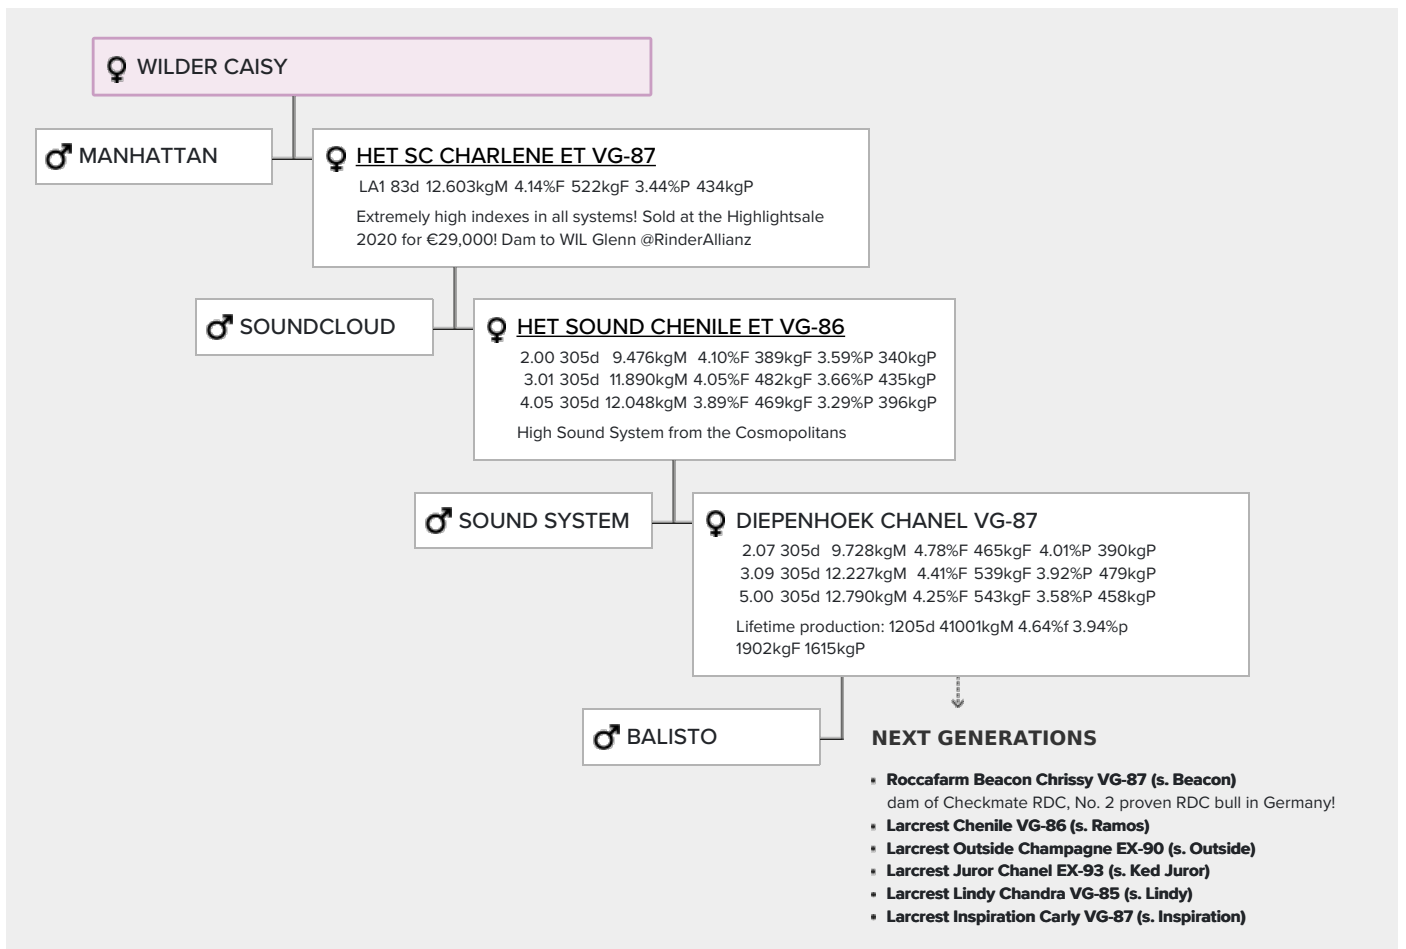 WILDER CAISY
MANHATTAN
HET SC CHARLENE ET VG-87
LA1 83d 12.603kgM 4.14%F 522kgF 3.44%P 434kgP
Extremely high indexes in all systems! Sold at the Highlightsale
2020 for €29,000! Dam to WIL Glenn @RinderAllianz
SOUNDCLOUD
HET SOUND CHENILE ET VG-86
2.00 305d 9.476kgM 4.10%F 389kgF 3.59%P 340kgP
3.01 305d 11.890kgM 4.05%F 482kgF 3.66%P 435kgP
4.05 305d 12.048kgM 3.89%F 469kgF 3.29%P 396kgP
High Sound System from the Cosmopolitans
SOUND SYSTEM
DIEPENHOEK CHANEL VG-87
2.07 305d 9.728kgM 4.78%F 465kgF 4.01%P 390kgP
3.09 305d 12.227kgM 4.41%F 539kgF 3.92%P 479kgP
5.00 305d 12.790kgM 4.25%F 543kgF 3.58%P 458kgP
Lifetime production: 1205d 41001kgM 4.64%f 3.94%p
1902kgF 1615kgP
BALISTO
NEXT GENERATIONS
▪ Roccafarm Beacon Chrissy VG-87 (s. Beacon)
dam of Checkmate RDC, No. 2 proven RDC bull in Germany!
▪ Larcrest Chenile VG-86 (s. Ramos)
▪ Larcrest Outside Champagne EX-90 (s. Outside)
▪ Larcrest Juror Chanel EX-93 (s. Ked Juror)
▪ Larcrest Lindy Chandra VG-85 (s. Lindy)
▪ Larcrest Inspiration Carly VG-87 (s. Inspiration)